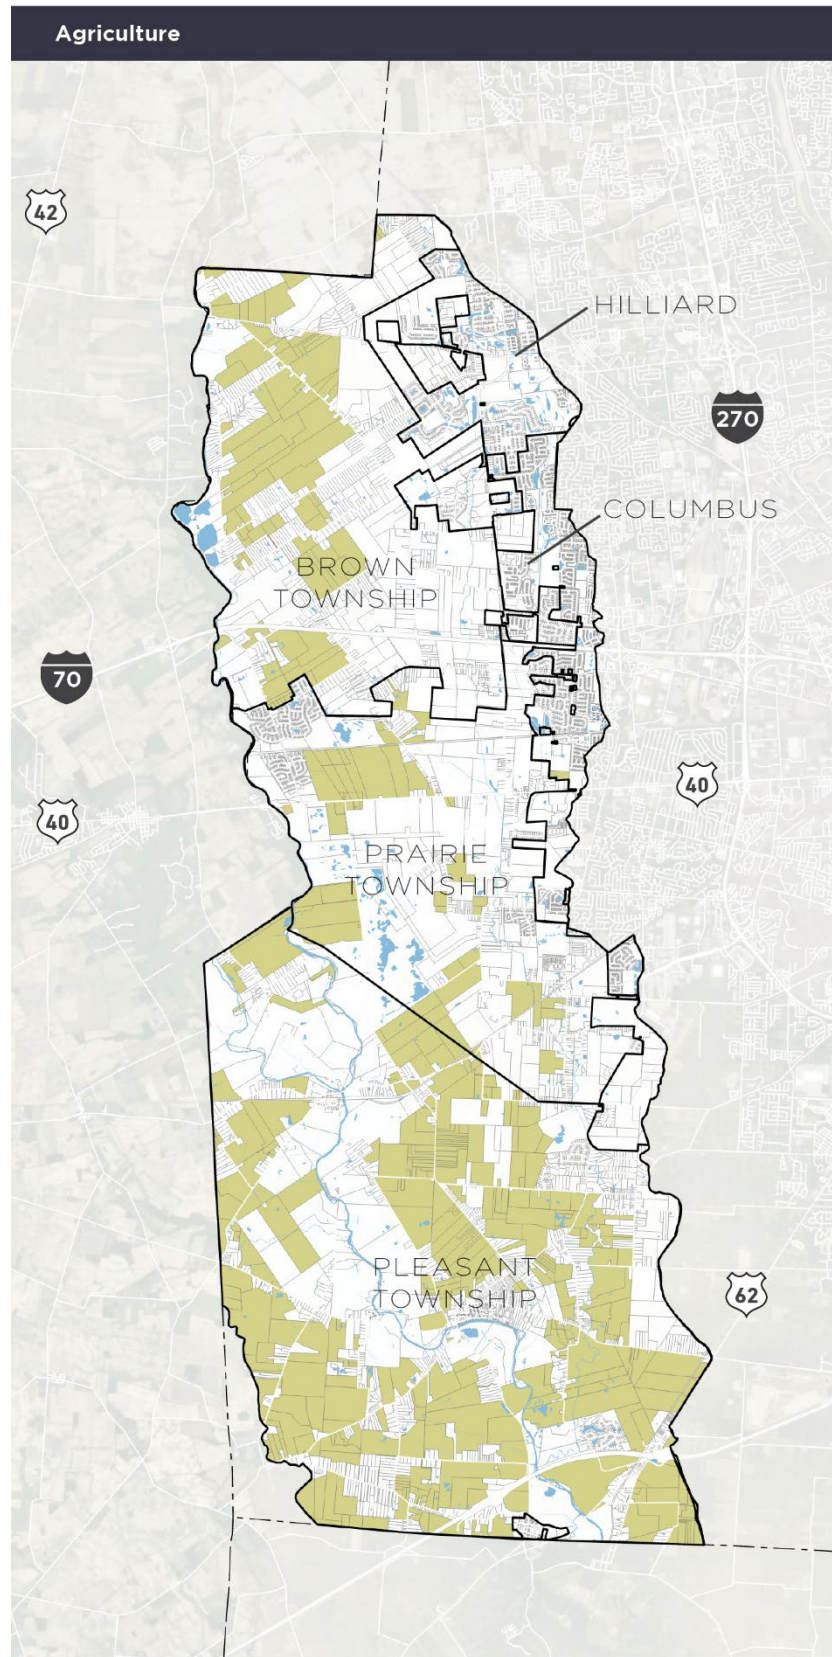 Agriculture
42
HILLIARD
270
COLUMBUS
BROWN
TOWNSHIP
70
40
40
PRAIRIE
TOWNSHIP
PLEASANT
TOWNSHIP
62